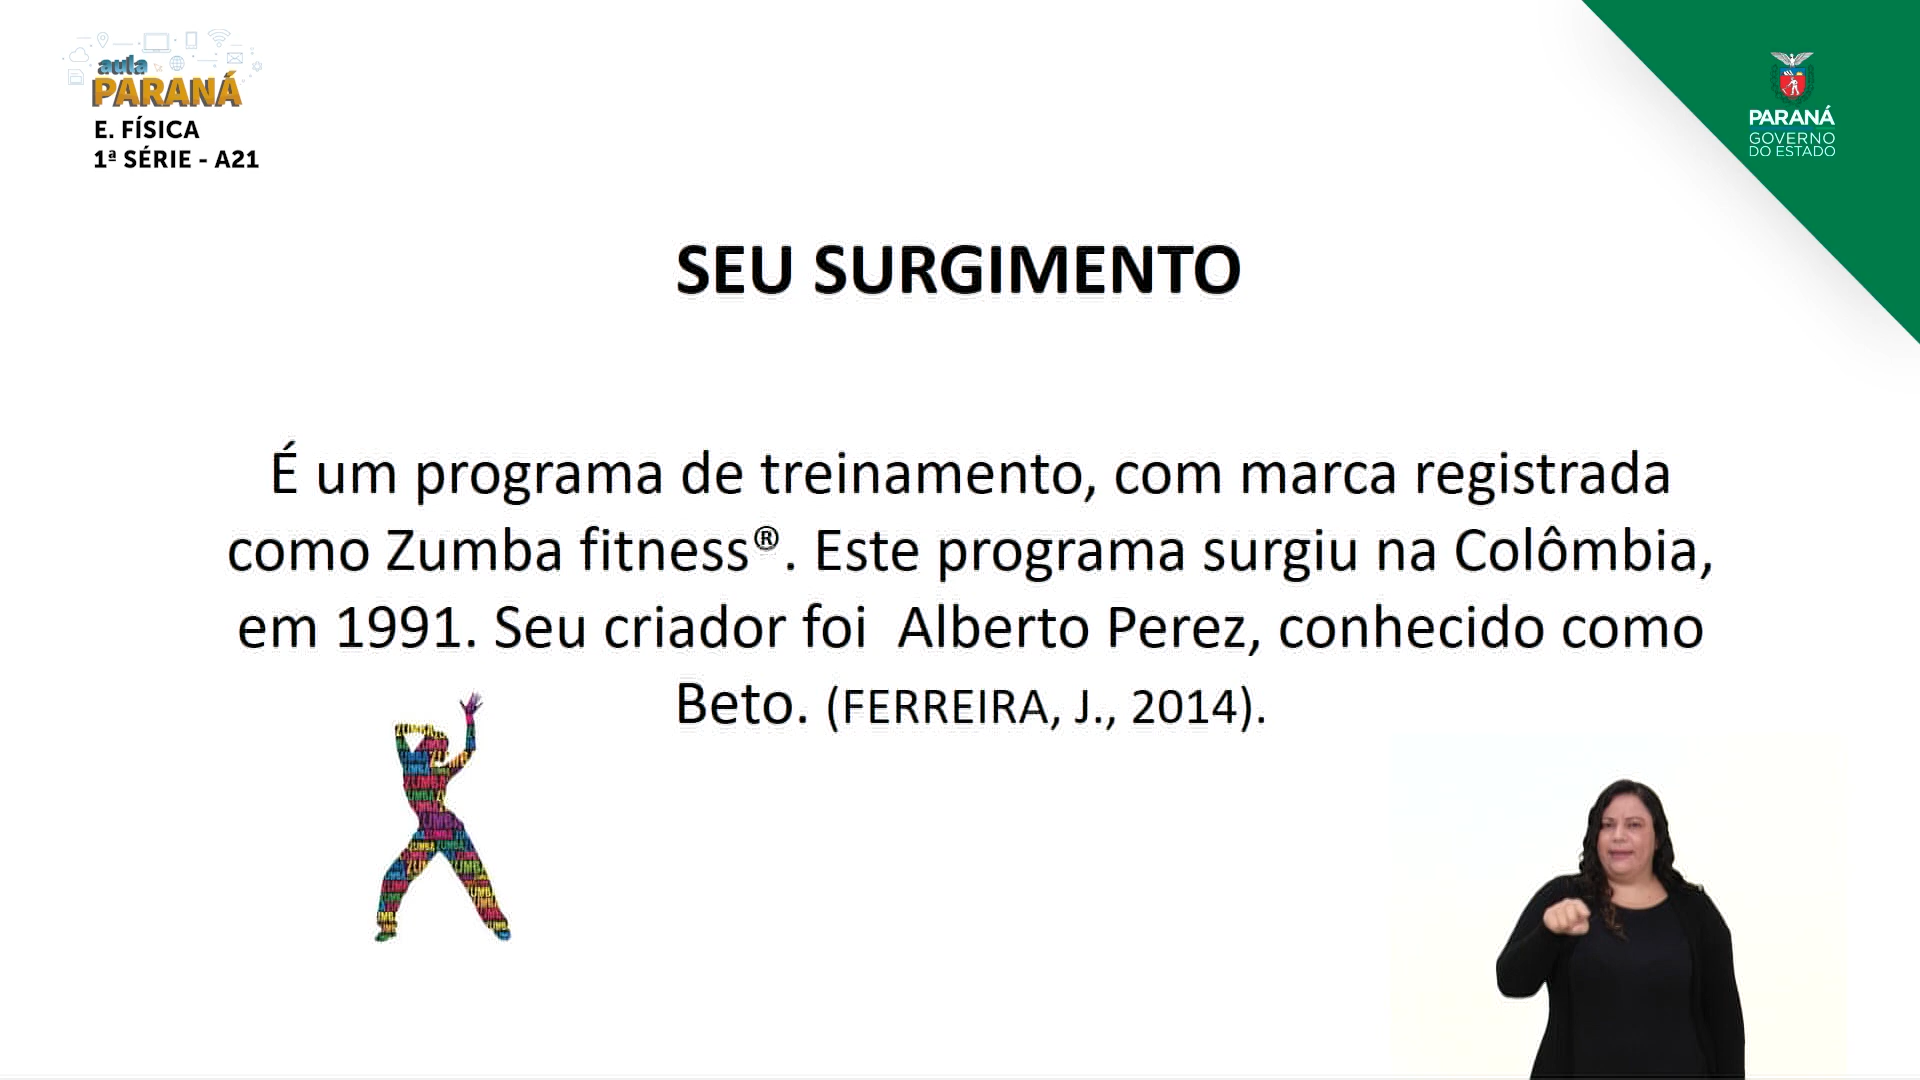 aula
PARANÁ
E. FÍSICA
1ª SÉRIE - A21
PARANÁ
GOVERNO
DO ESTADO
SEU SURGIMENTO
É um programa de treinamento, com marca registrada
como Zumba fitness®. Este programa surgiu na Colômbia,
em 1991. Seu criador foi  Alberto Perez, conhecido como
Beto. (FERREIRA, J., 2014).